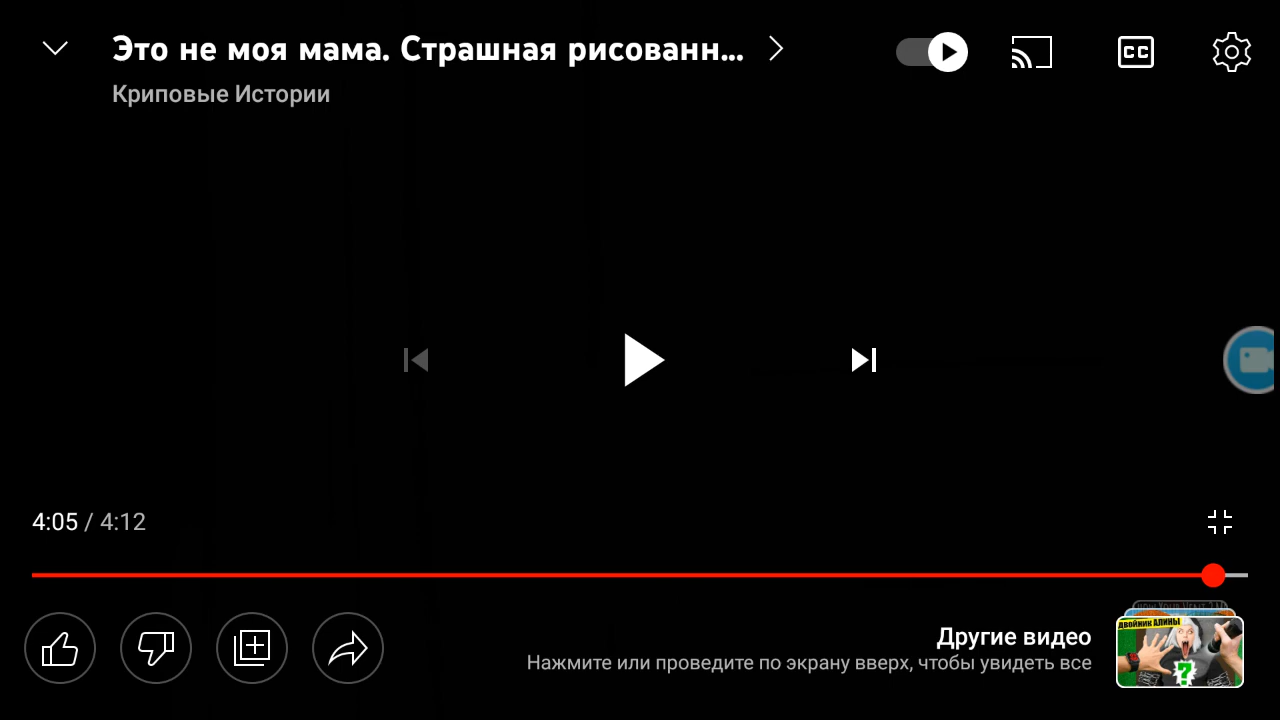 Это не моя мама. Страшная рисованн...
Криповые Истории
CC
4:05 / 4:12
Другие видео
Нажмите или проведите по экрану вверх, чтобы увидеть все
ДВОЙНИК АЛИНЫ
?